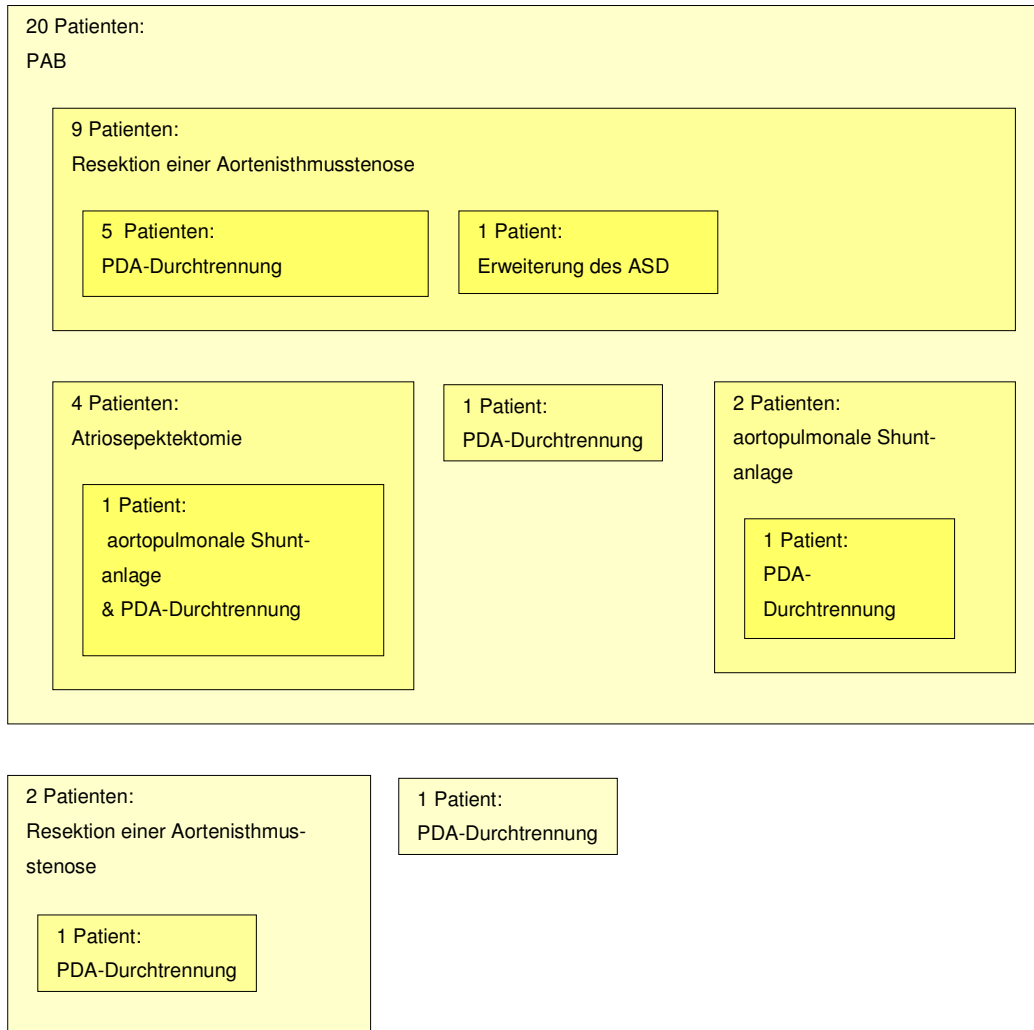 20 Patienten:
PAB
9 Patienten:
Resektion einer Aortenisthmusstenose
5 Patienten:
PDA-Durchtrennung
1 Patient:
Erweiterung des ASD
4 Patienten:
Atriosepektektomie
1 Patient:
aortopulmonale Shunt-
anlage
& PDA-Durchtrennung
1 Patient:
PDA-Durchtrennung
2 Patienten:
aortopulmonale Shunt-
anlage
1 Patient:
PDA-
Durchtrennung
2 Patienten:
Resektion einer Aortenisthmus-
stenose
1 Patient:
PDA-Durchtrennung
1 Patient:
PDA-Durchtrennung